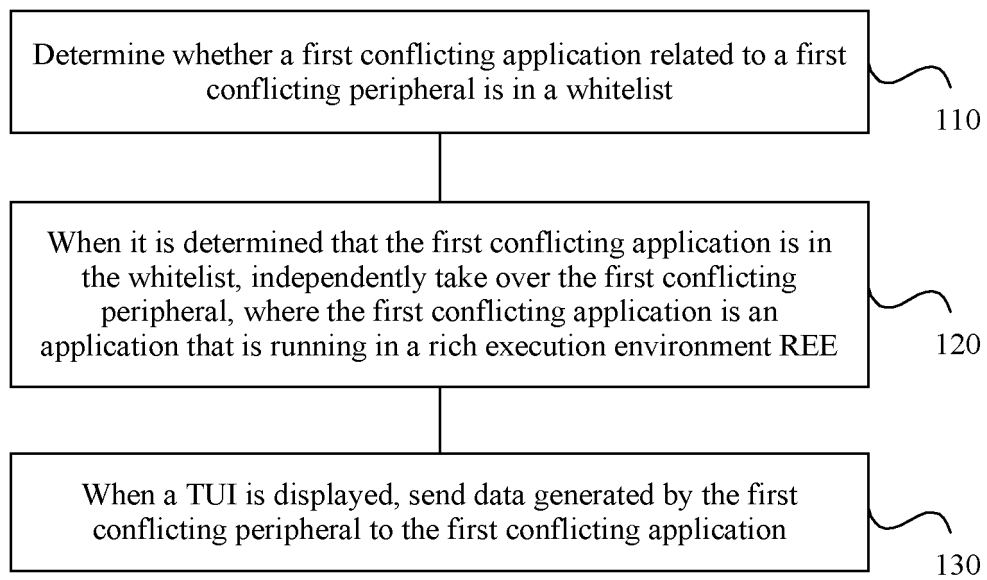 Determine whether a first conflicting application related to a first
conflicting peripheral is in a whitelist
110
When it is determined that the first conflicting application is in
the whitelist, independently take over the first conflicting
peripheral, where the first conflicting application is an
application that is running in a rich execution environment REE
120
When a TUI is displayed, send data generated by the first
conflicting peripheral to the first conflicting application
130